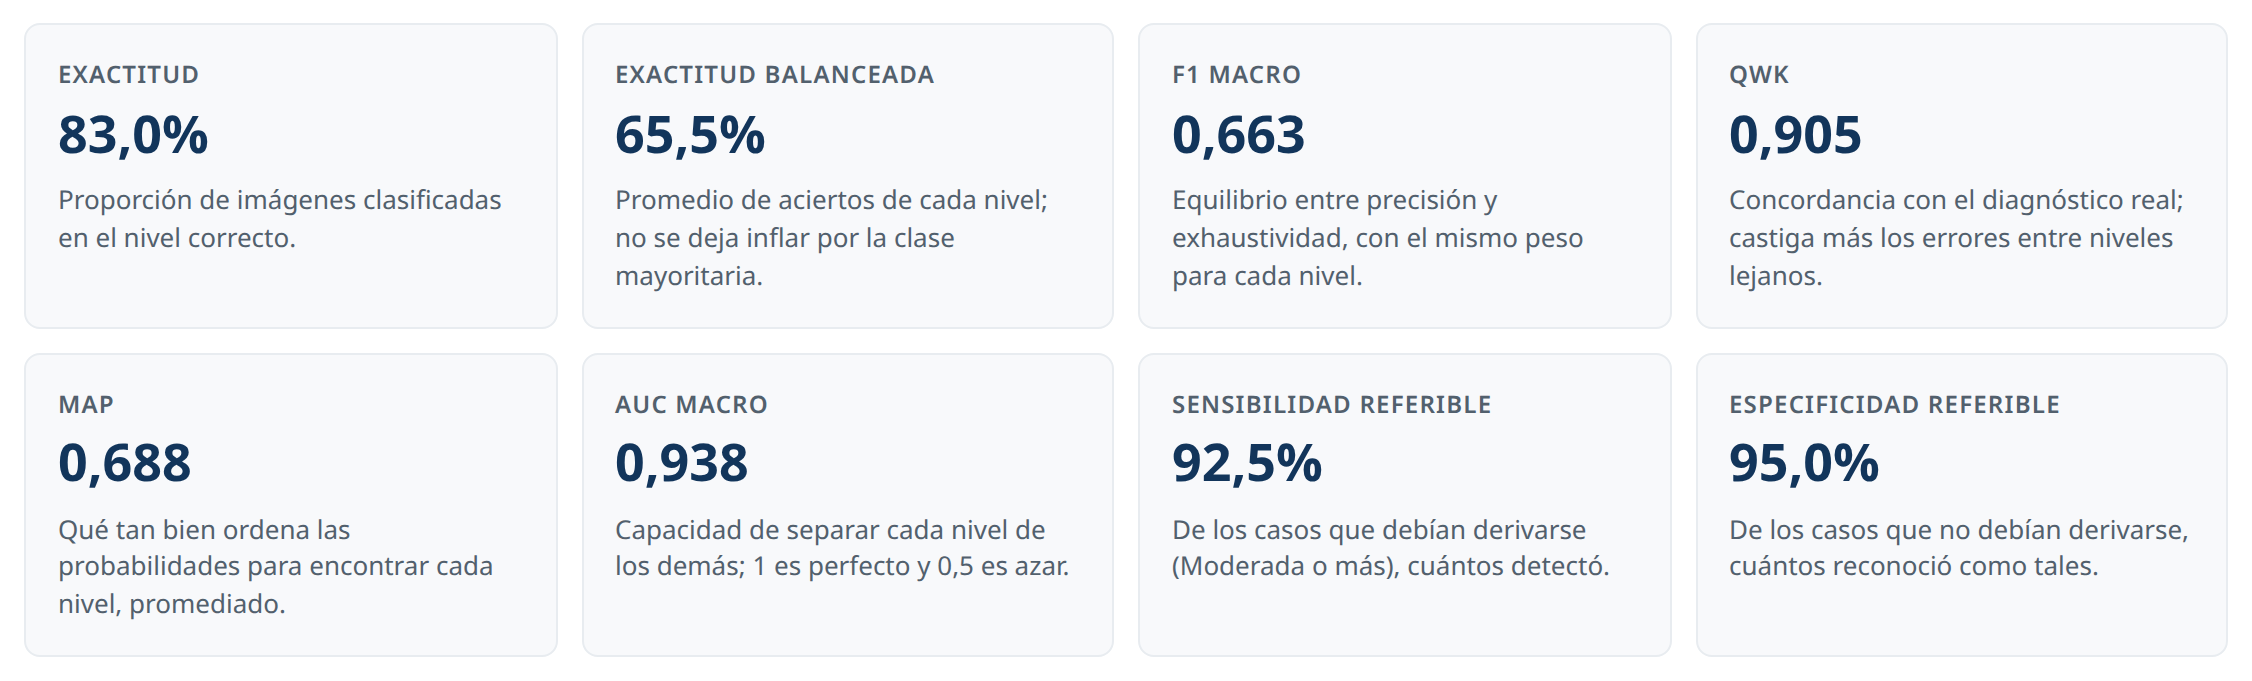 EXACTITUD
83,0%
Proporción de imágenes clasificadas
en el nivel correcto.
EXACTITUD BALANCEADA
65,5%
Promedio de aciertos de cada nivel;
no se deja inflar por la clase
mayoritaria.
F1 MACRO
0,663
Equilibrio entre precisión y
exhaustividad, con el mismo peso
para cada nivel.
QWK
0,905
Concordancia con el diagnóstico real;
castiga más los errores entre niveles
lejanos.
MAP
0,688
Qué tan bien ordena las
probabilidades para encontrar cada
nivel, promediado.
AUC MACRO
0,938
Capacidad de separar cada nivel de
los demás; 1 es perfecto y 0,5 es azar.
SENSIBILIDAD REFERIBLE
92,5%
De los casos que debían derivarse
(Moderada o más), cuántos detectó.
ESPECIFICIDAD REFERIBLE
95,0%
De los casos que no debían derivarse,
cuántos reconoció como tales.